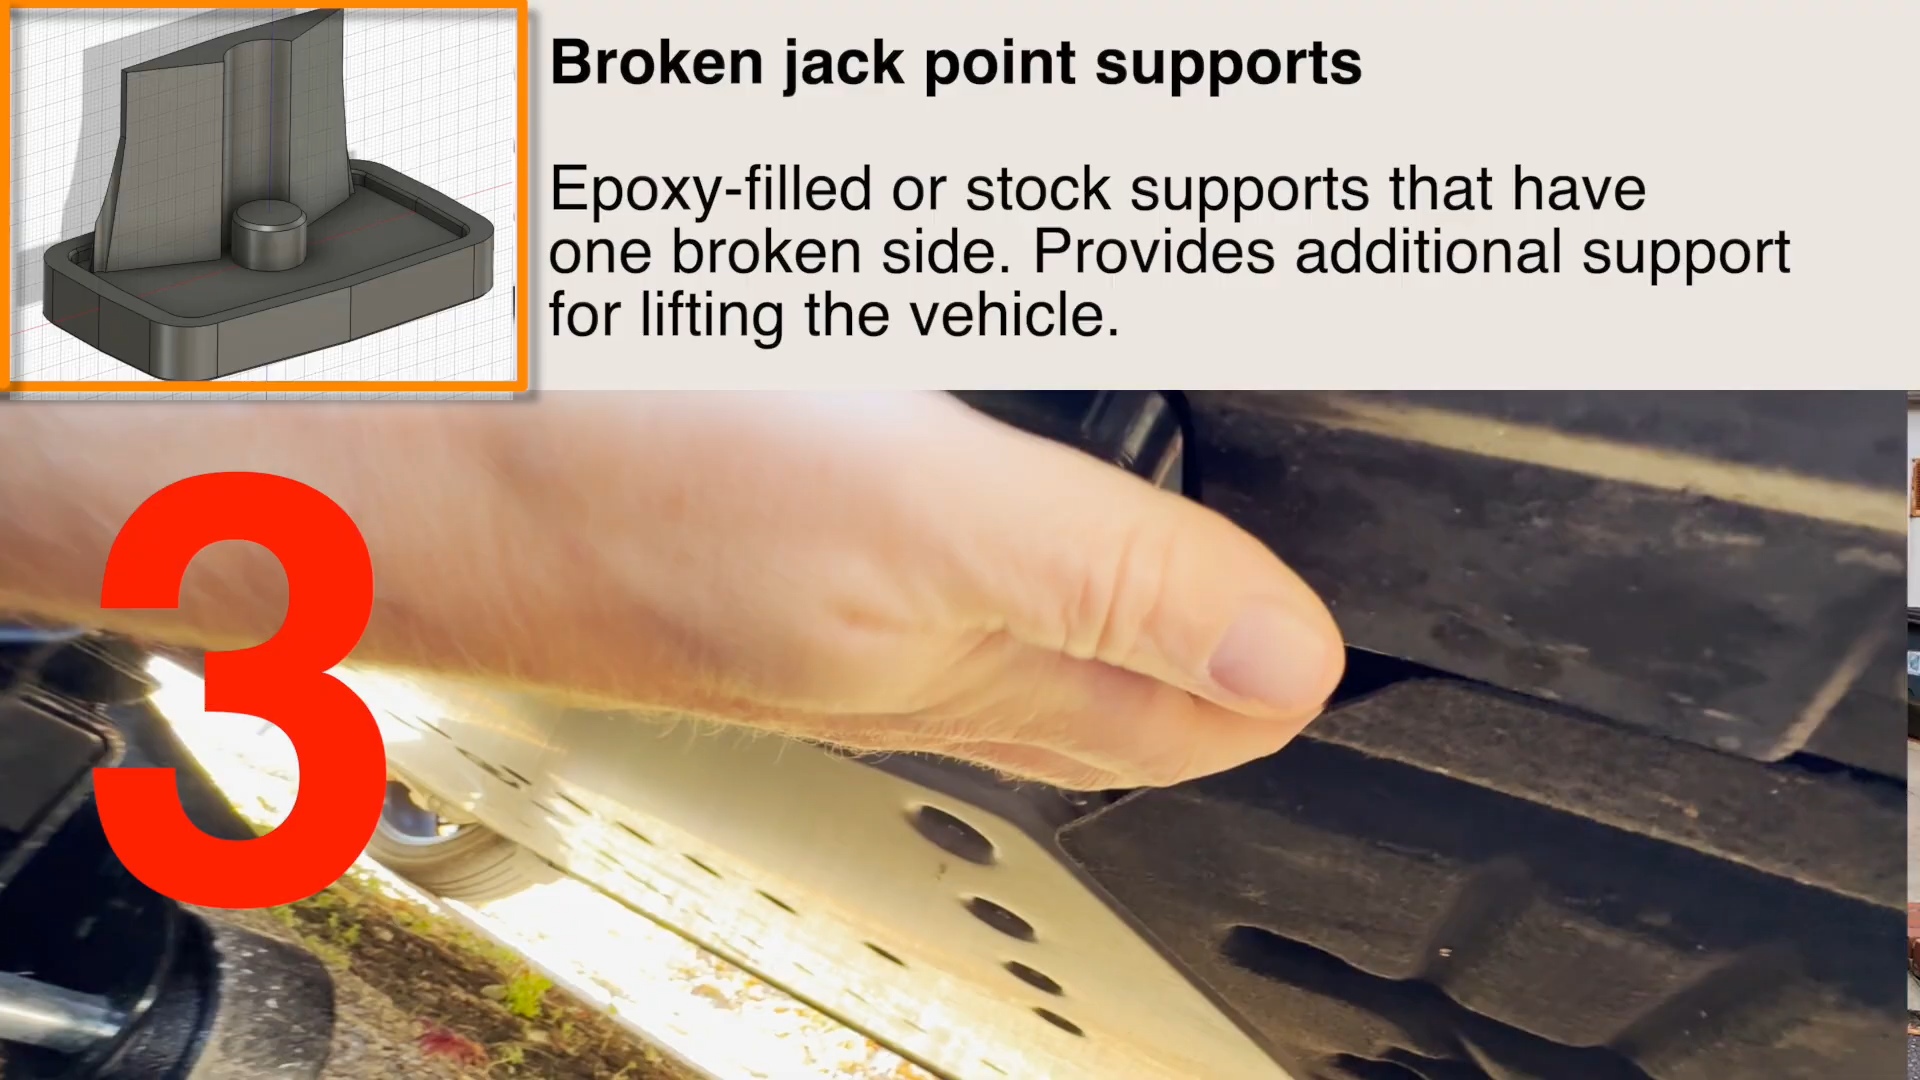 Broken jack point supports
Epoxy-filled or stock supports that have
one broken side. Provides additional support
for lifting the vehicle.
3